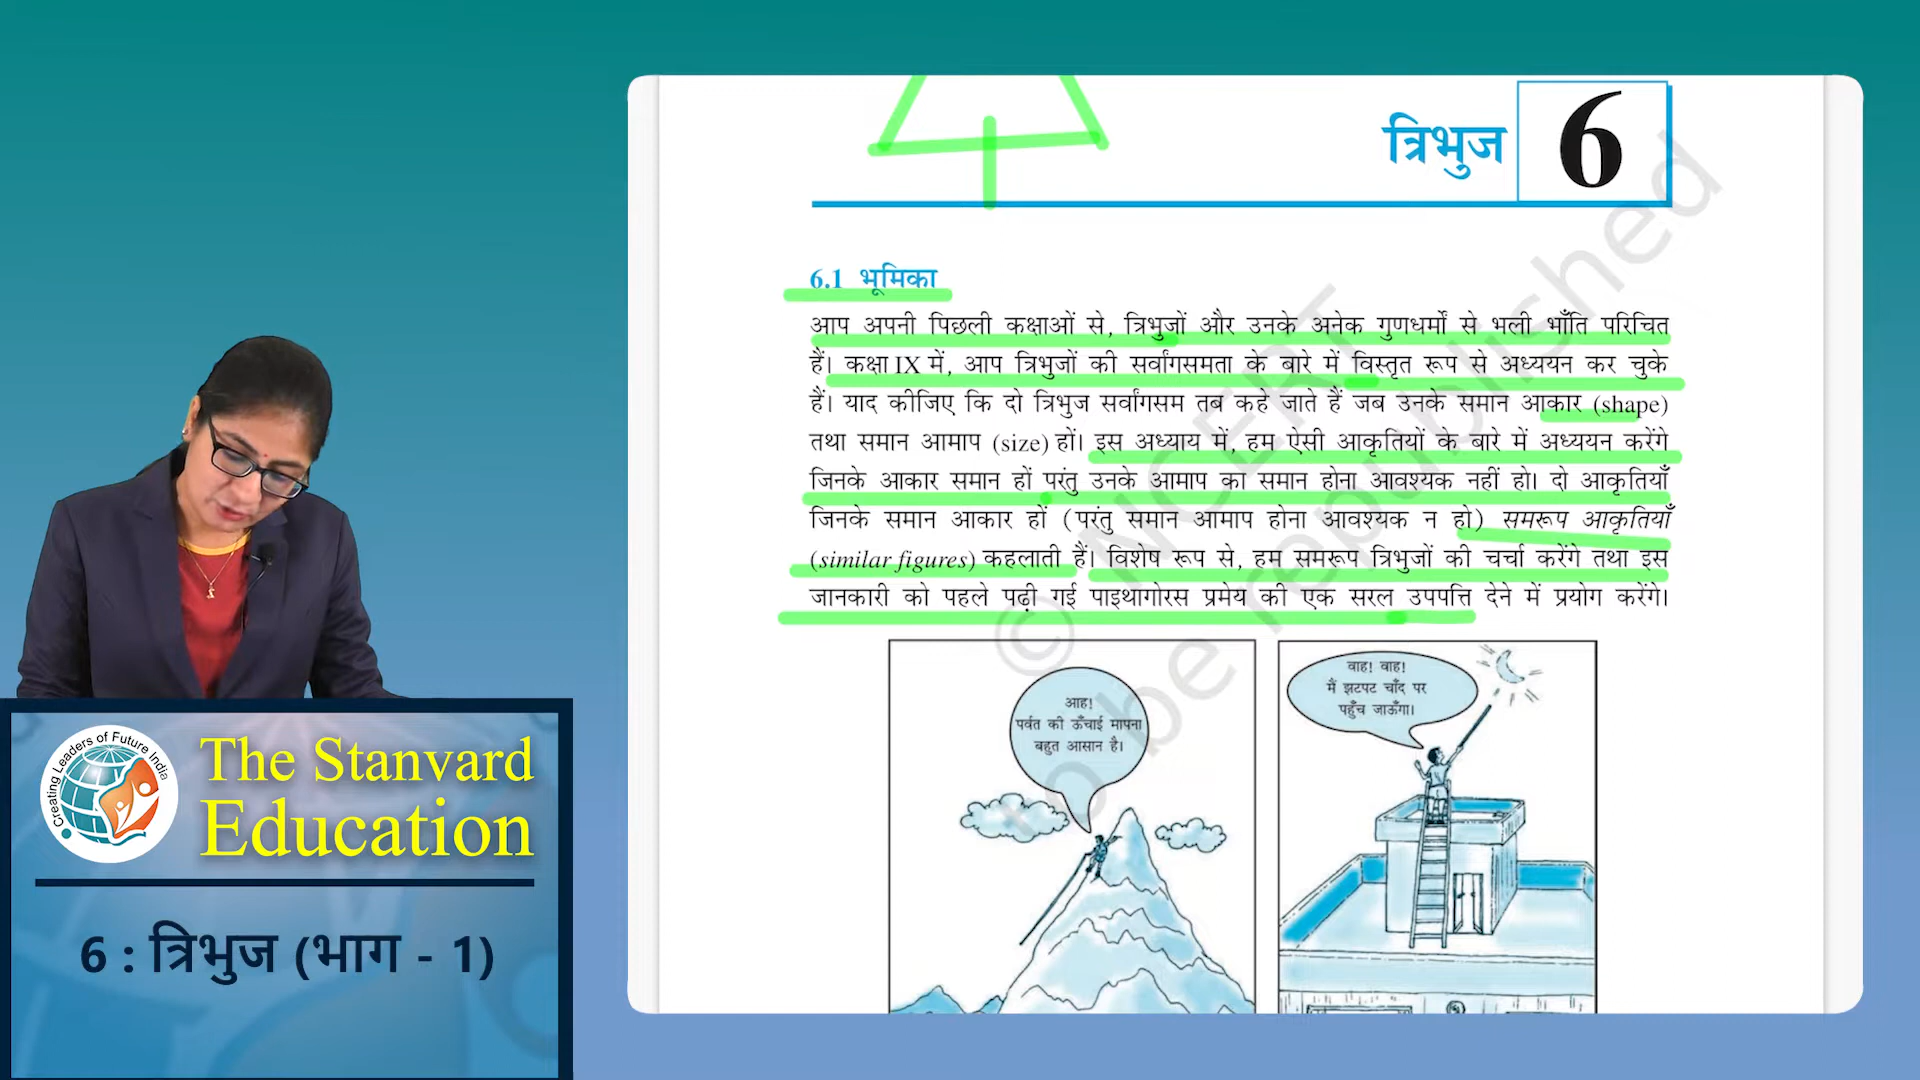 त्रिभुज 6
6.1 भूमिका
आप अपनी पिछली कक्षाओं से, त्रिभुजों और उनके अनेक गुणधर्मों से भली भाँति परिचित
हैं। कक्षा IX में, आप त्रिभुजों की सर्वांगसमता के बारे में विस्तृत रूप से अध्ययन कर चुके
हैं। याद कीजिए कि दो त्रिभुज सर्वांगसम तब कहे जाते हैं जब उनके समान आकार (shape)
तथा समान आमाप (size) हों। इस अध्याय में, हम ऐसी आकृतियों के बारे में अध्ययन करेंगे
जिनके आकार समान हों परंतु उनके आमाप का समान होना आवश्यक नहीं हो। दो आकृतियाँ
जिनके समान आकार हों (परंतु समान आमाप होना आवश्यक न हो) समरूप आकृतियाँ
(similar figures) कहलाती हैं। विशेष रूप से, हम समरूप त्रिभुजों की चर्चा करेंगे तथा इस
जानकारी को पहले पढ़ी गई पाइथागोरस प्रमेय की एक सरल उपपत्ति देने में प्रयोग करेंगे।
आह!
पर्वत की ऊँचाई मापना
बहुत आसान है।
वाह! वाह!
मैं झटपट चाँद पर
पहुँच जाऊँगा।
© NCERT
to be republished
Creating Leaders of Future India
The Stanvard
Education
6 : त्रिभुज (भाग - 1)